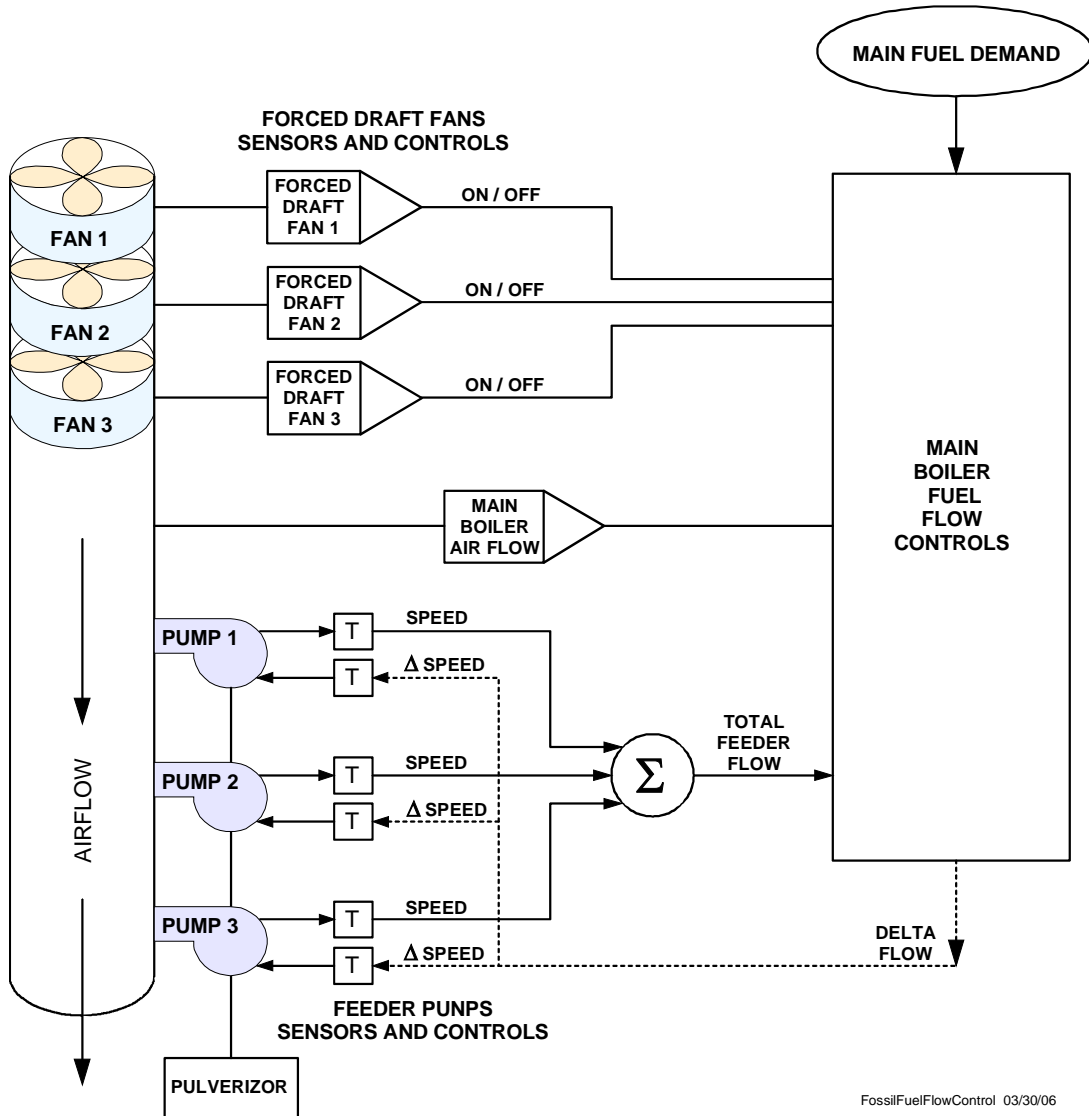 MAIN FUEL DEMAND
FORCED DRAFT FANS
SENSORS AND CONTROLS
FAN 1
FORCED
DRAFT
FAN 1
ON / OFF
FAN 2
FORCED
DRAFT
FAN 2
ON / OFF
FAN 3
FORCED
DRAFT
FAN 3
ON / OFF
MAIN
BOILER
FUEL
FLOW
CONTROLS
MAIN
BOILER
AIR FLOW
AIRFLOW
PUMP 1
T
SPEED
T
Δ SPEED
PUMP 2
T
SPEED
T
Δ SPEED
Σ
TOTAL
FEEDER
FLOW
PUMP 3
T
SPEED
T
Δ SPEED
DELTA
FLOW
FEEDER PUNPS
SENSORS AND CONTROLS
PULVERIZOR
FossilFuelFlowControl 03/30/06